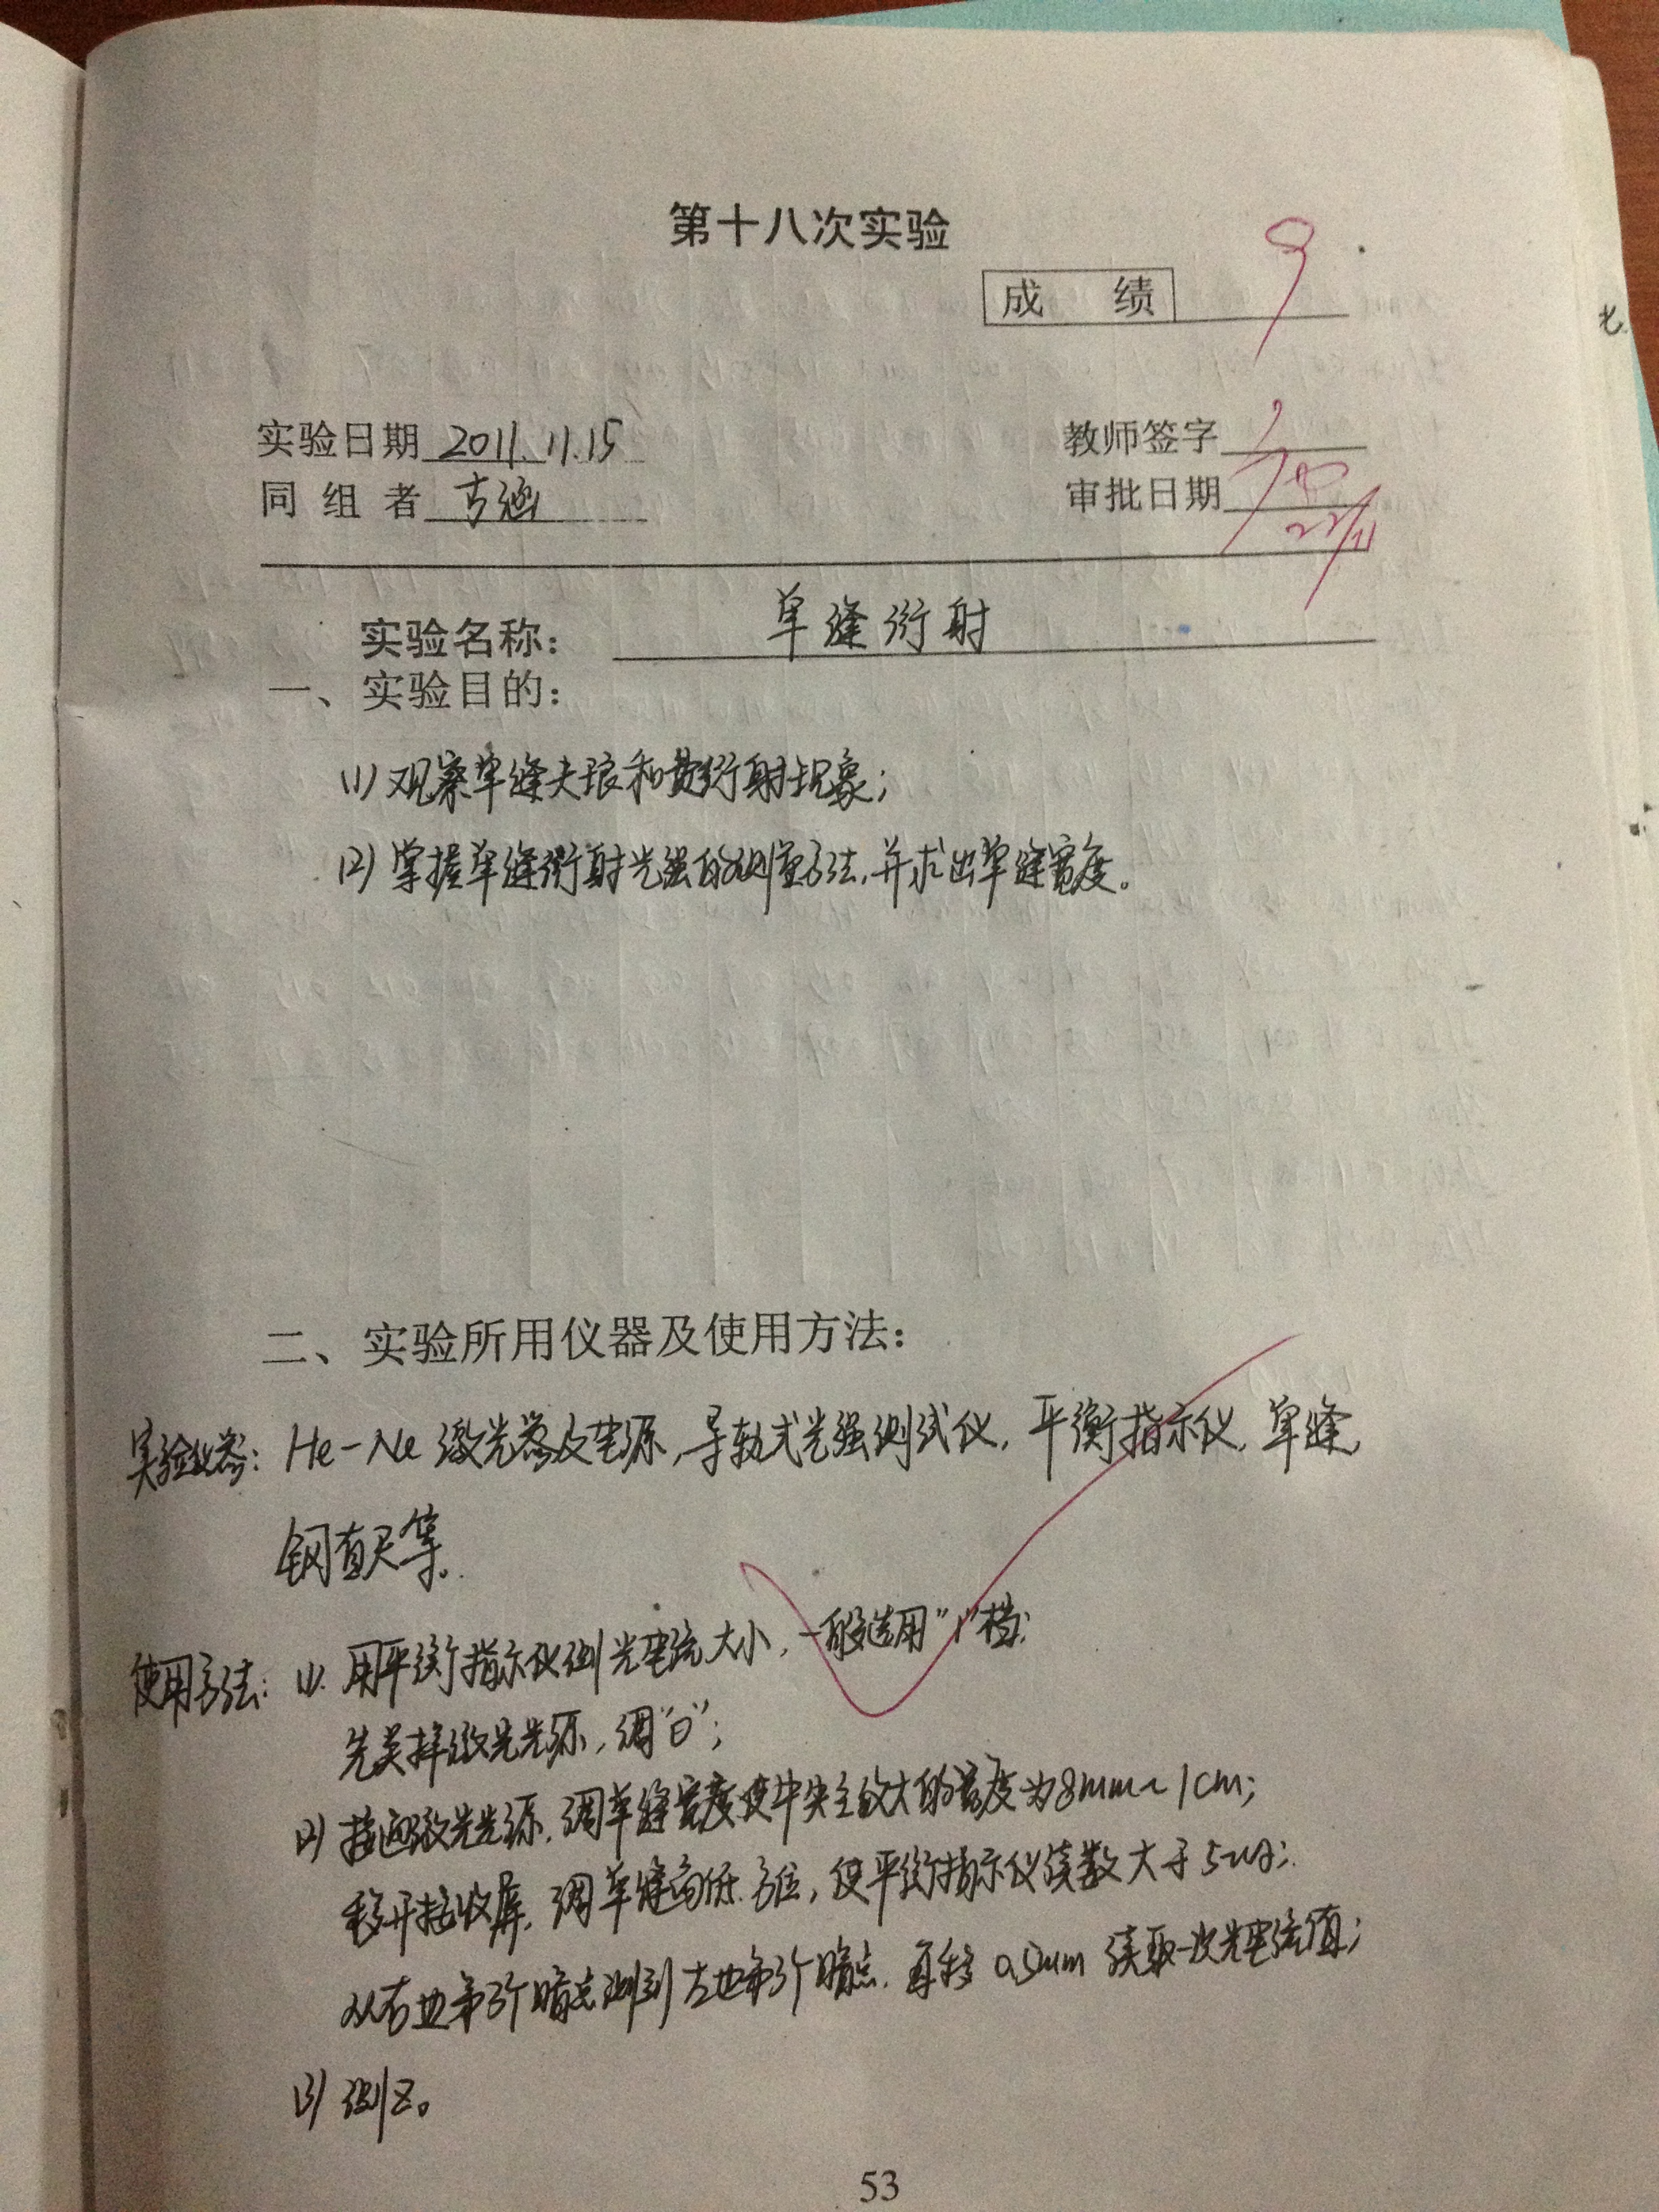 第十八次实验
成 绩 9
实验日期 2011.11.15
教师签字
同 组 者 古涵
审批日期 22/11
实验名称： 单缝衍射
一、实验目的：
(1) 观察单缝夫琅和费衍射现象；
(2) 掌握单缝衍射光强的测量方法,并求出单缝宽度。
二、实验所用仪器及使用方法：
实验仪器： He-Ne 激光器及电源,导轨式光强测试仪,平衡指示仪,单缝,
钢直尺等。
使用方法： (1) 用平衡指示仪测光电流大小,一般选用"1"档;
先关掉激光光源,调"0"；
(2) 接通激光光源,调单缝宽度使中央主极大的宽度为8mm~1cm;
移开接收屏,调单缝高低.方位,使平衡指示仪读数大于
从右边第3个暗点测到左边第3个暗点,每移 0.5mm 读取一次光电流值;
(3) 测Z。
53